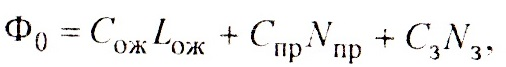 Φ₀ = C_ож L_ож + C_пр N_пр + C_з N_з,